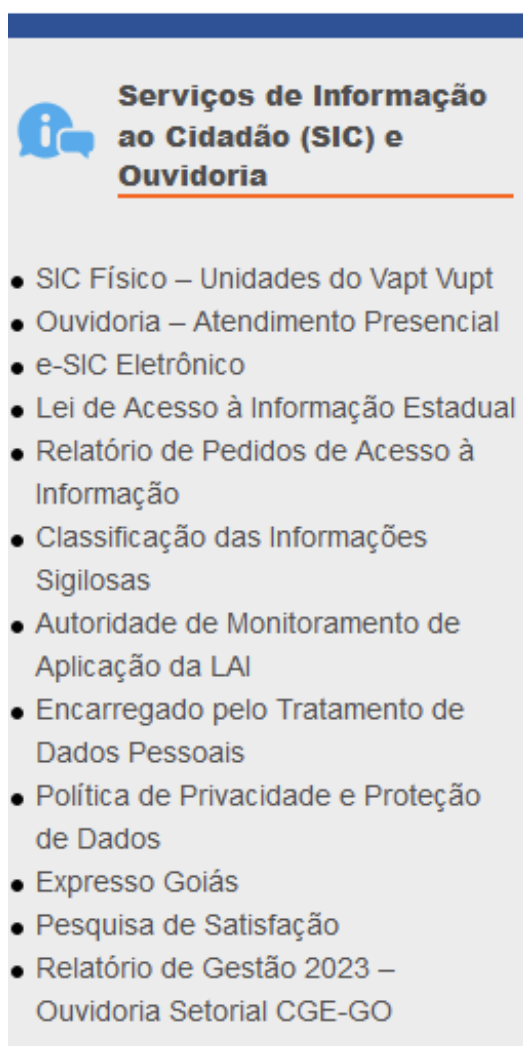 Serviços de Informação
ao Cidadão (SIC) e
Ouvidoria
SIC Físico – Unidades do Vapt Vupt
Ouvidoria – Atendimento Presencial
e-SIC Eletrônico
Lei de Acesso à Informação Estadual
Relatório de Pedidos de Acesso à
Informação
Classificação das Informações
Sigilosas
Autoridade de Monitoramento de
Aplicação da LAI
Encarregado pelo Tratamento de
Dados Pessoais
Política de Privacidade e Proteção
de Dados
Expresso Goiás
Pesquisa de Satisfação
Relatório de Gestão 2023 –
Ouvidoria Setorial CGE-GO